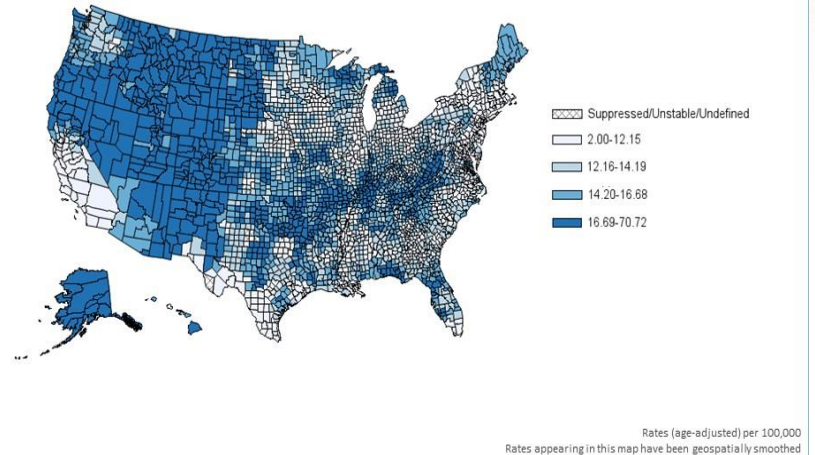 Suppressed/Unstable/Undefined
2.00-12.15
12.16-14.19
14.20-16.68
16.69-70.72
Rates (age-adjusted) per 100,000
Rates appearing in this map have been geospatially smoothed